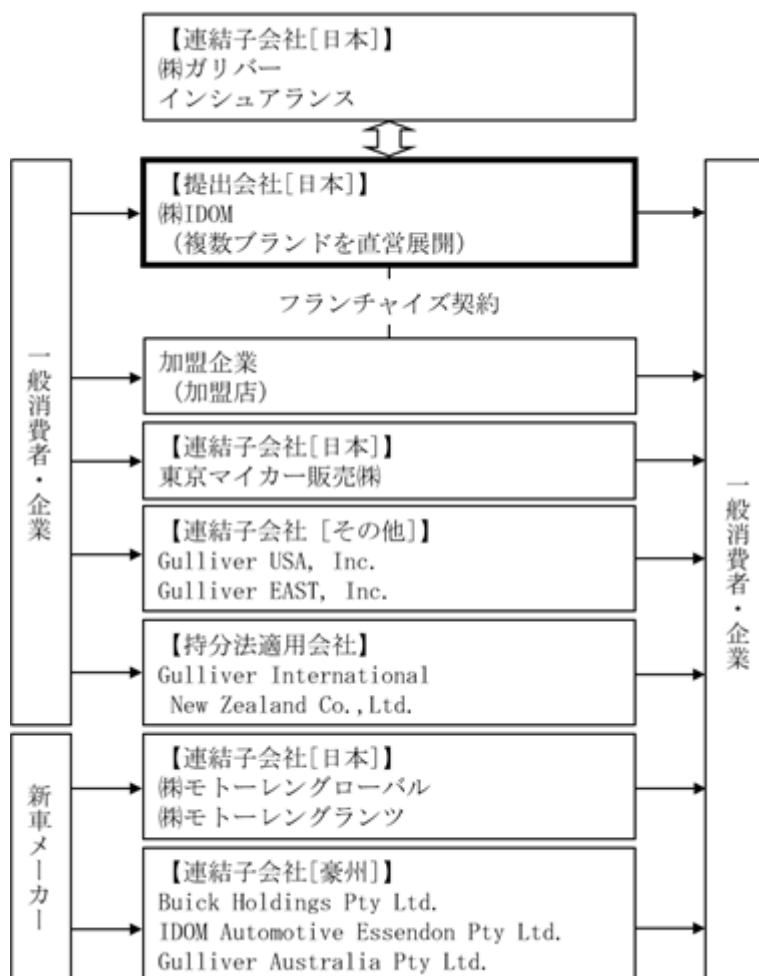 【連結子会社[日本]】
㈱ガリバー
インシュアランス
【提出会社[日本]】
㈱IDOM
(複数ブランドを直営展開)
フランチャイズ契約
加盟企業
(加盟店)
【連結子会社[日本]】
東京マイカー販売㈱
【連結子会社 [その他]】
Gulliver USA, Inc.
Gulliver EAST, Inc.
【持分法適用会社】
Gulliver International
New Zealand Co.,Ltd.
【連結子会社[日本]】
㈱モトーレングローバル
㈱モトーレングランツ
【連結子会社[豪州]】
Buick Holdings Pty Ltd.
IDOM Automotive Essendon Pty Ltd.
Gulliver Australia Pty Ltd.
一般消費者・企業
新車メーカー
一般消費者・企業